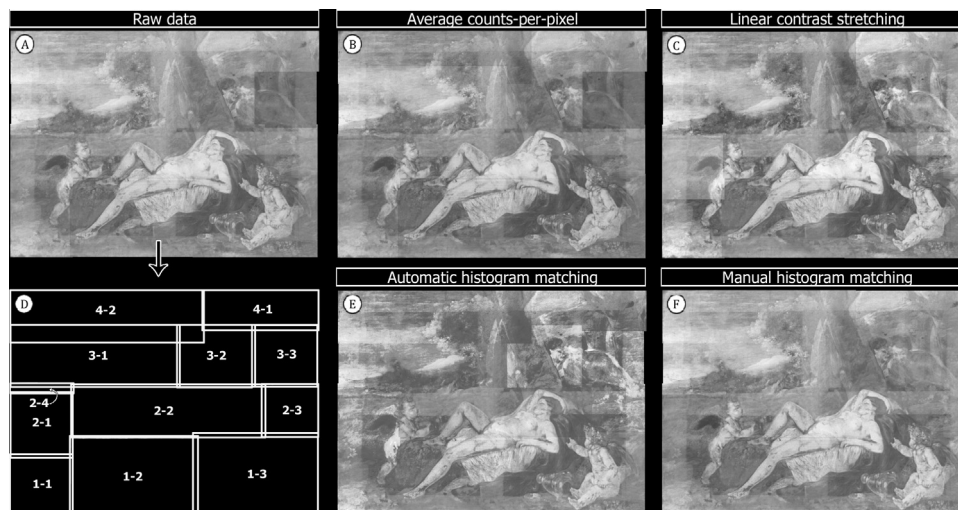 Raw data
Average counts-per-pixel
Linear contrast stretching
A
B
C
Automatic histogram matching
Manual histogram matching
D
E
F
4-2
4-1
3-1
3-2
3-3
2-4
2-1
2-2
2-3
1-1
1-2
1-3